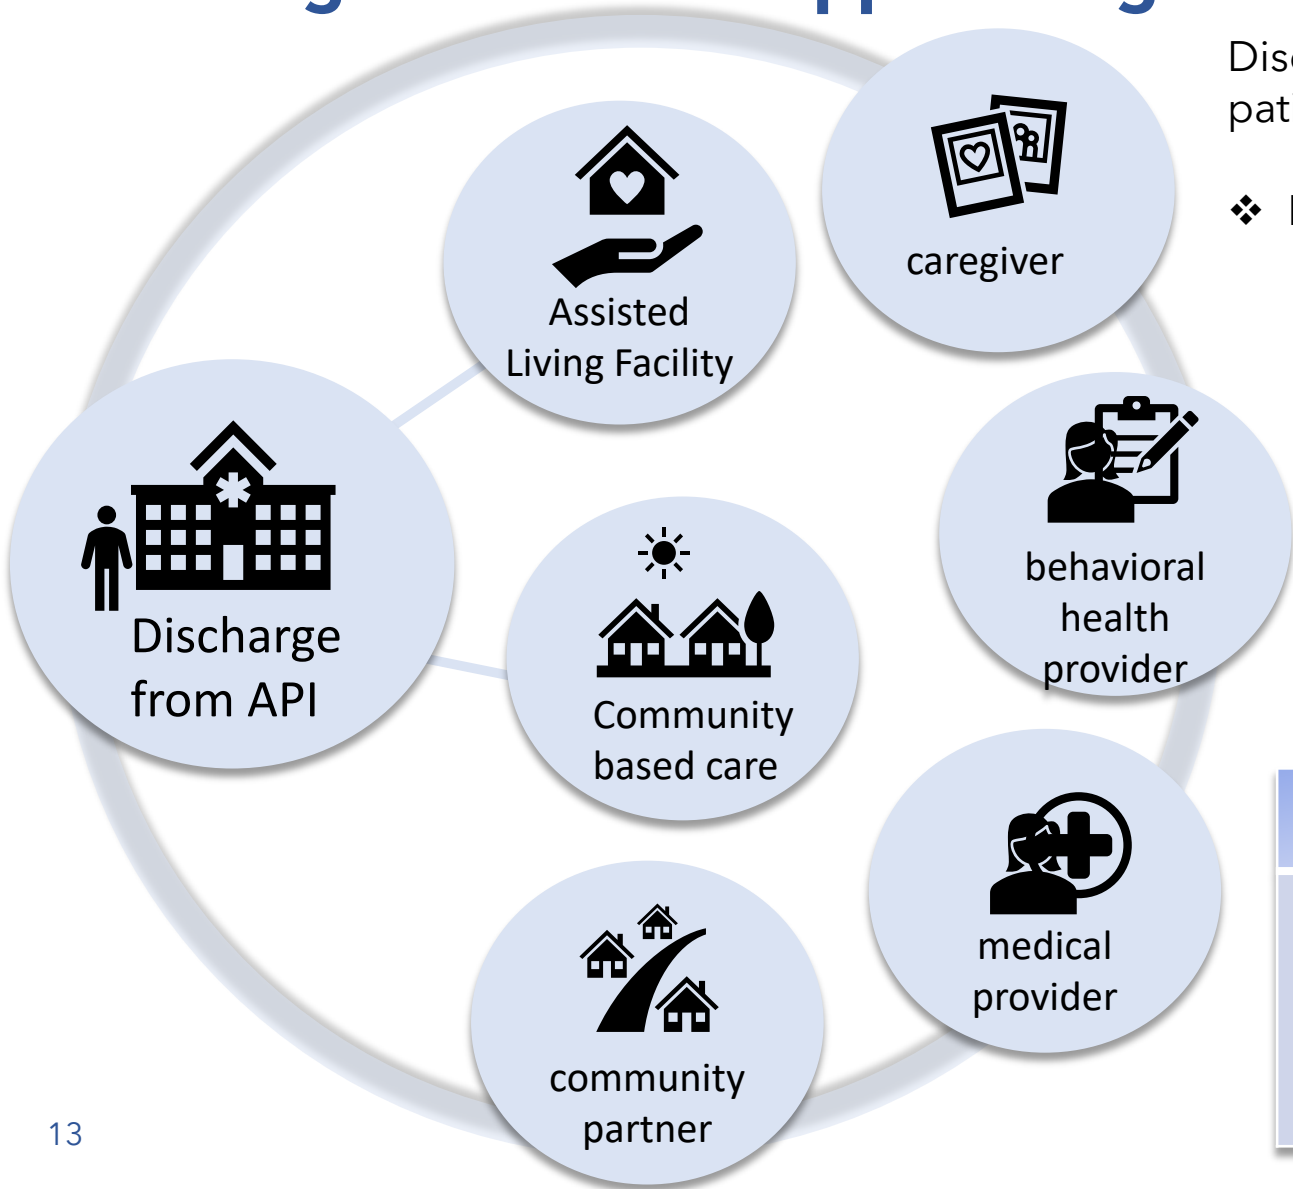 caregiver
Assisted
Living Facility
behavioral
health
provider
Discharge
from API
Community
based care
medical
provider
community
partner
13